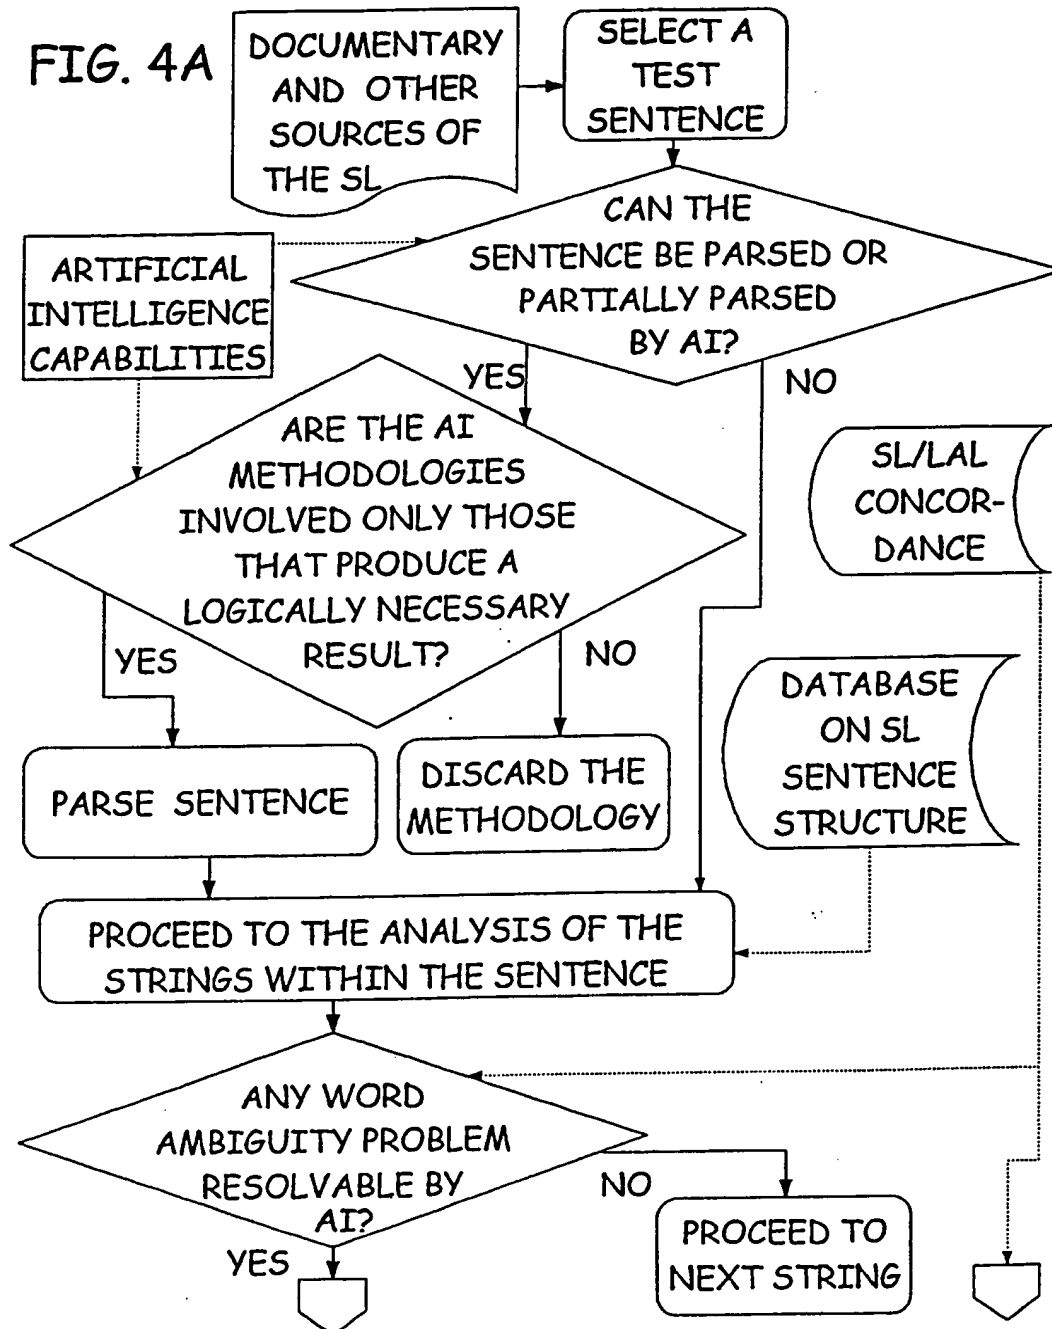 FIG. 4A
DOCUMENTARY
AND OTHER
SOURCES OF
THE SL
SELECT A
TEST
SENTENCE
CAN THE
SENTENCE BE PARSED OR
PARTIALLY PARSED
BY AI?
ARTIFICIAL
INTELLIGENCE
CAPABILITIES
YES
NO
ARE THE AI
METHODOLOGIES
INVOLVED ONLY THOSE
THAT PRODUCE A
LOGICALLY NECESSARY
RESULT?
SL/LAL
CONCOR-
DANCE
YES
NO
DATABASE
ON SL
SENTENCE
STRUCTURE
PARSE SENTENCE
DISCARD THE
METHODOLOGY
PROCEED TO THE ANALYSIS OF THE
STRINGS WITHIN THE SENTENCE
ANY WORD
AMBIGUITY PROBLEM
RESOLVABLE BY
AI?
NO
YES
PROCEED TO
NEXT STRING